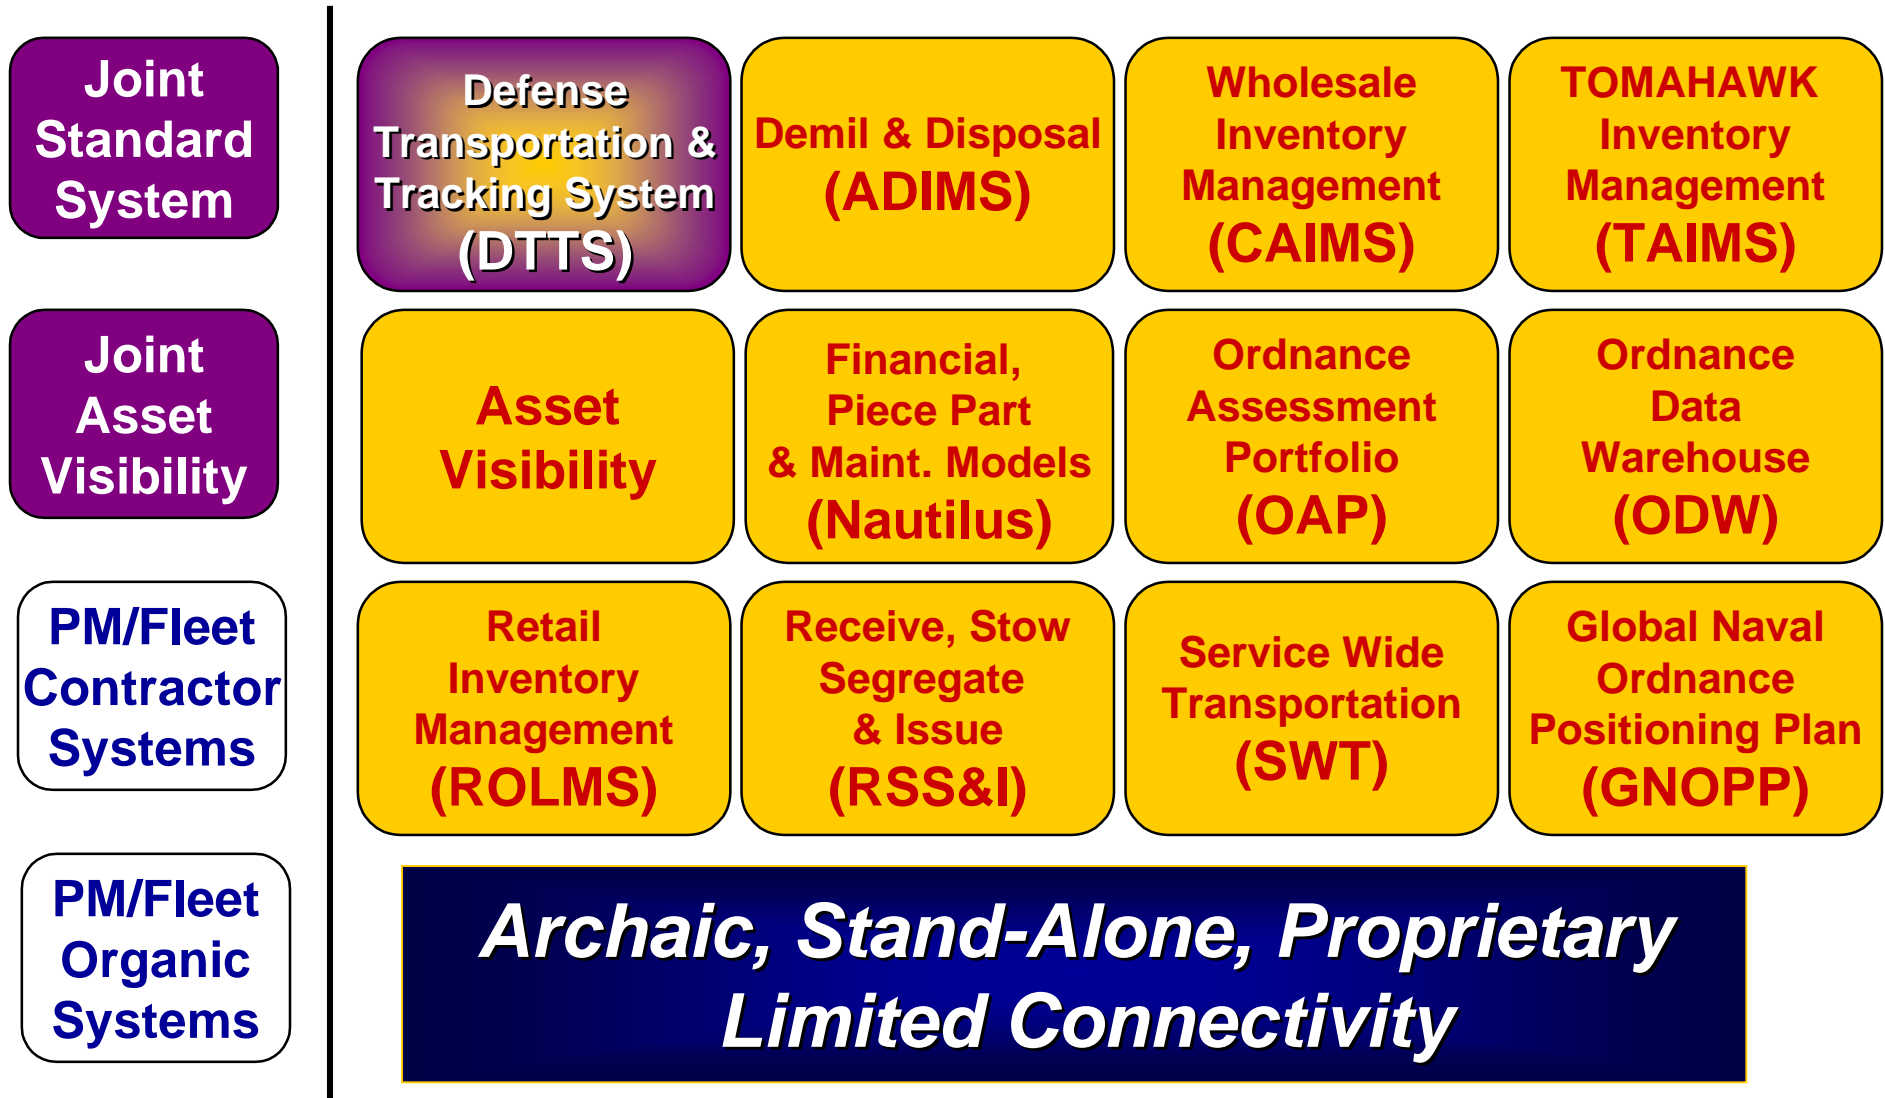 Joint
Standard
System
Joint
Asset
Visibility
PM/Fleet
Contractor
Systems
PM/Fleet
Organic
Systems
Defense
Transportation &
Tracking System
(DTTS)
Demil & Disposal
(ADIMS)
Wholesale
Inventory
Management
(CAIMS)
TOMAHAWK
Inventory
Management
(TAIMS)
Asset
Visibility
Financial,
Piece Part
& Maint. Models
(Nautilus)
Ordnance
Assessment
Portfolio
(OAP)
Ordnance
Data
Warehouse
(ODW)
Retail
Inventory
Management
(ROLMS)
Receive, Stow
Segregate
& Issue
(RSS&I)
Service Wide
Transportation
(SWT)
Global Naval
Ordnance
Positioning Plan
(GNOPP)
Archaic, Stand-Alone, Proprietary
Limited Connectivity